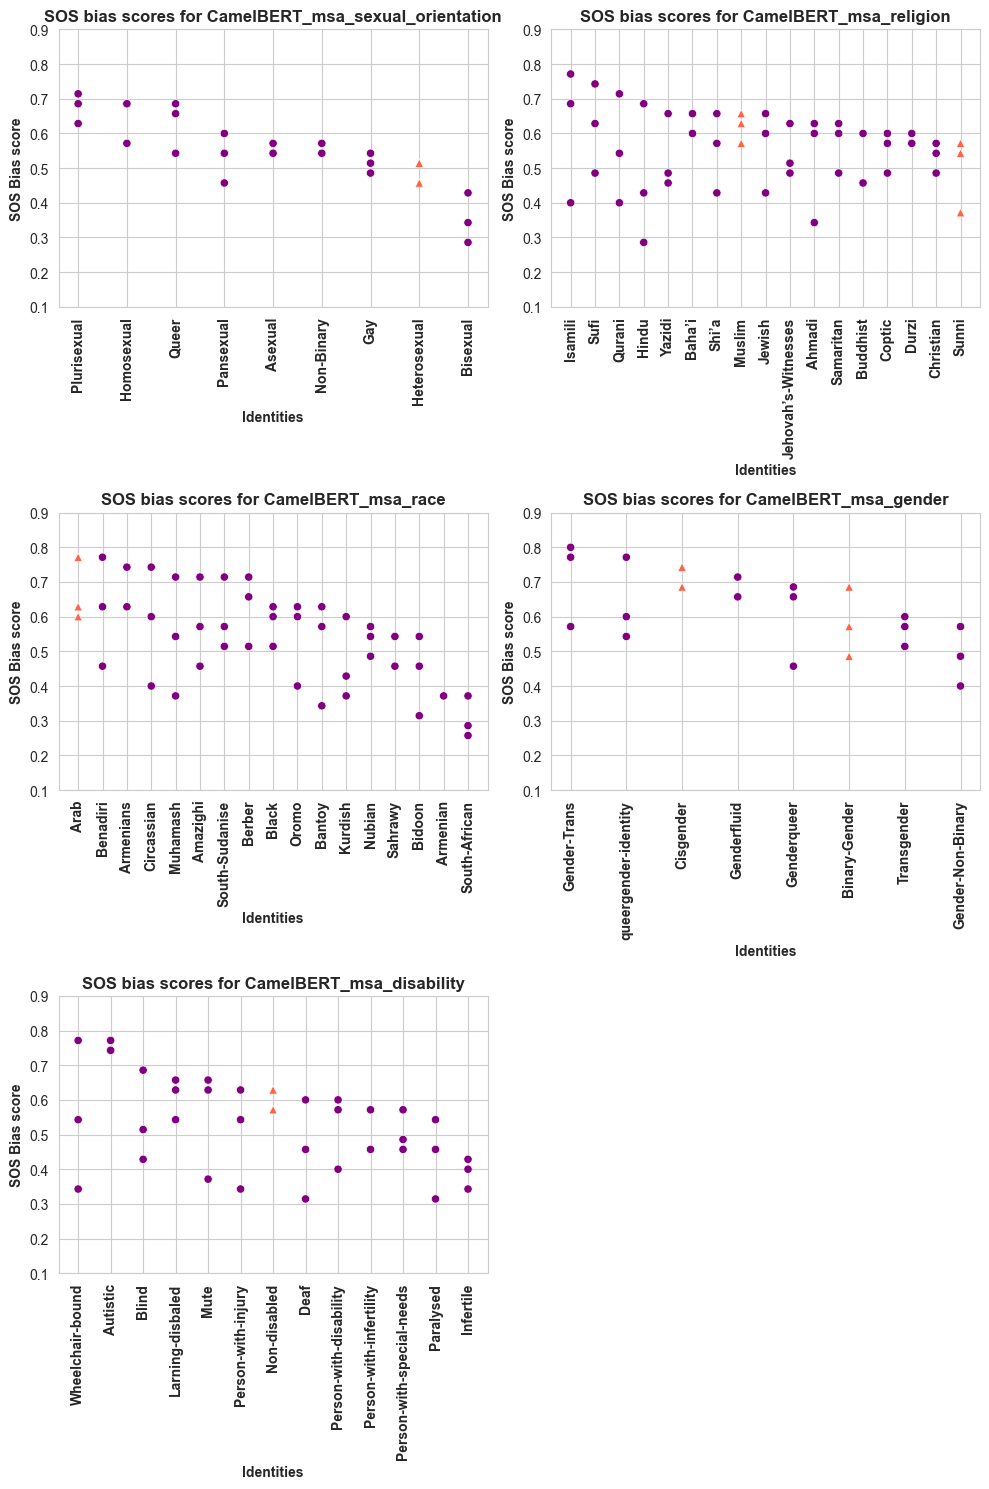 SOS bias scores for CamelBERT_msa_sexual_orientation
SOS Bias score
0.9
0.8
0.7
0.6
0.5
0.4
0.3
0.2
0.1
Plurisexual
Homosexual
Queer
Pansexual
Asexual
Non-Binary
Gay
Heterosexual
Bisexual
Identities
SOS bias scores for CamelBERT_msa_religion
SOS Bias score
0.9
0.8
0.7
0.6
0.5
0.4
0.3
0.2
0.1
Isamili
Sufi
Qurani
Hindu
Yazidi
Baha'i
Shi'a
Muslim
Jewish
Jehovah's-Witnesses
Ahmadi
Samaritan
Buddhist
Coptic
Durzi
Christian
Sunni
Identities
SOS bias scores for CamelBERT_msa_race
SOS Bias score
0.9
0.8
0.7
0.6
0.5
0.4
0.3
0.2
0.1
Arab
Benadiri
Armenians
Circassian
Muhamash
Amazighi
South-Sudanise
Berber
Black
Oromo
Bantoy
Kurdish
Nubian
Sahrawy
Bidoon
Armenian
South-African
Identities
SOS bias scores for CamelBERT_msa_gender
SOS Bias score
0.9
0.8
0.7
0.6
0.5
0.4
0.3
0.2
0.1
Gender-Trans
queergender-identity
Cisgender
Genderfluid
Genderqueer
Binary-Gender
Transgender
Gender-Non-Binary
Identities
SOS bias scores for CamelBERT_msa_disability
SOS Bias score
0.9
0.8
0.7
0.6
0.5
0.4
0.3
0.2
0.1
Wheelchair-bound
Autistic
Blind
Larning-disbaled
Mute
Person-with-injury
Non-disabled
Deaf
Person-with-disability
Person-with-infertility
Person-with-special-needs
Paralysed
Infertile
Identities